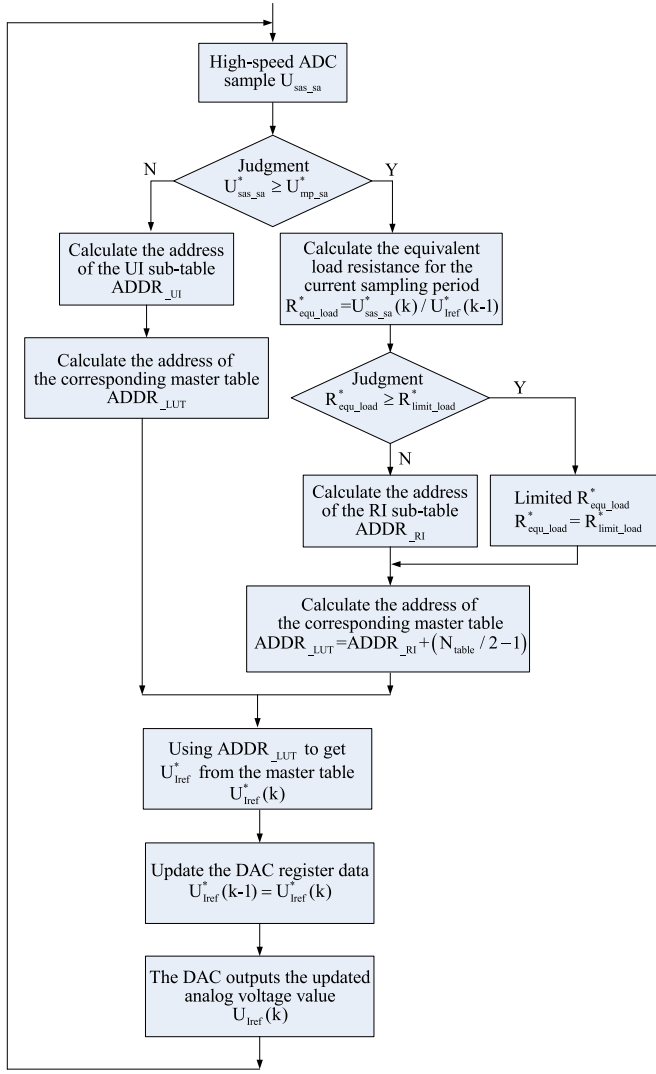 High-speed ADC
sample U_sas_sa
N
Judgment
U*_sas_sa ≥ U*_mp_sa
Y
Calculate the address
of the UI sub-table
ADDR_UI
Calculate the equivalent
load resistance for the
current sampling period
R*_equ_load=U*_sas_sa(k) / U*_Iref(k-1)
Calculate the address of
the corresponding master table
ADDR_LUT
Judgment
R*_equ_load ≥ R*_limit_load
Y
N
Calculate the address
of the RI sub-table
ADDR_RI
Limited R*_equ_load
R*_equ_load = R*_limit_load
Calculate the address of
the corresponding master table
ADDR_LUT=ADDR_RI+(N_table / 2−1)
Using ADDR_LUT to get
U*_Iref from the master table
U*_Iref(k)
Update the DAC register data
U*_Iref(k-1) = U*_Iref(k)
The DAC outputs the updated
analog voltage value
U_Iref(k)